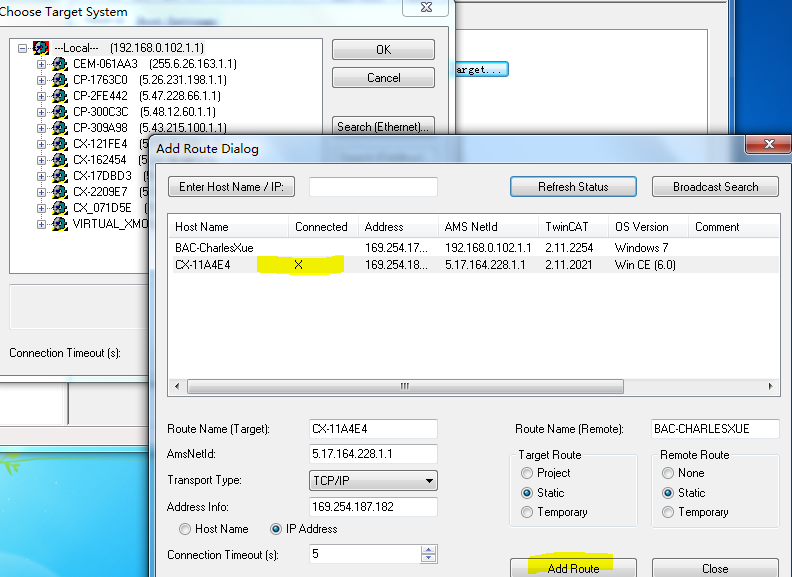 Choose Target System
---Local---   (192.168.0.102.1.1)
CEM-061AA3   (255.6.26.163.1.1)
CP-1763C0   (5.26.231.198.1.1)
CP-2FE442   (5.47.228.66.1.1)
CP-300C3C   (5.48.12.60.1.1)
CP-309A98   (5.43.215.100.1.1)
CX-121FE4   (5
CX-162454   (5
CX-17DBD3   (5
CX-2209E7   (5
CX_071D5E   (
VIRTUAL_XMO
OK
Cancel
Search (Ethernet)...
Connection Timeout (s):
arget...
Add Route Dialog
Enter Host Name / IP:
Refresh Status
Broadcast Search
Host Name   Connected   Address   AMS NetId   TwinCAT   OS Version   Comment
BAC-CharlesXue   169.254.17...   192.168.0.102.1.1   2.11.2254   Windows 7
CX-11A4E4   X   169.254.18...   5.17.164.228.1.1   2.11.2021   Win CE (6.0)
Route Name (Target):   CX-11A4E4
AmsNetId:   5.17.164.228.1.1
Transport Type:   TCP/IP
Address Info:   169.254.187.182
Host Name   IP Address
Connection Timeout (s):   5
Route Name (Remote):   BAC-CHARLESXUE
Target Route
Project
Static
Temporary
Remote Route
None
Static
Temporary
Add Route
Close